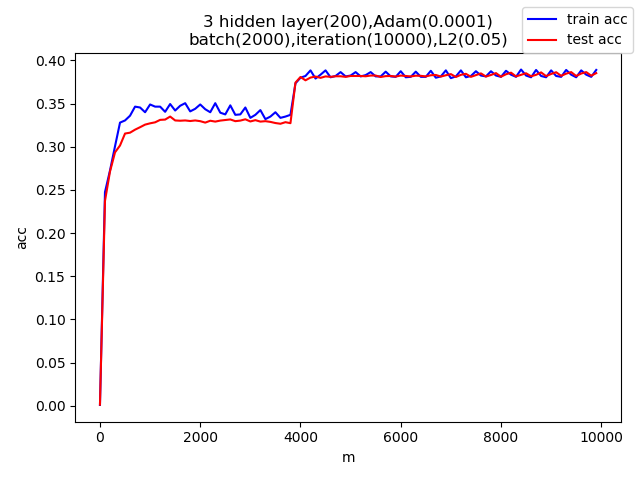 3 hidden layer(200),Adam(0.0001)
batch(2000),iteration(10000),L2(0.05)
train acc
test acc
0.40
0.35
0.30
0.25
0.20
0.15
0.10
0.05
0.00
acc
0
2000
4000
6000
8000
10000
m